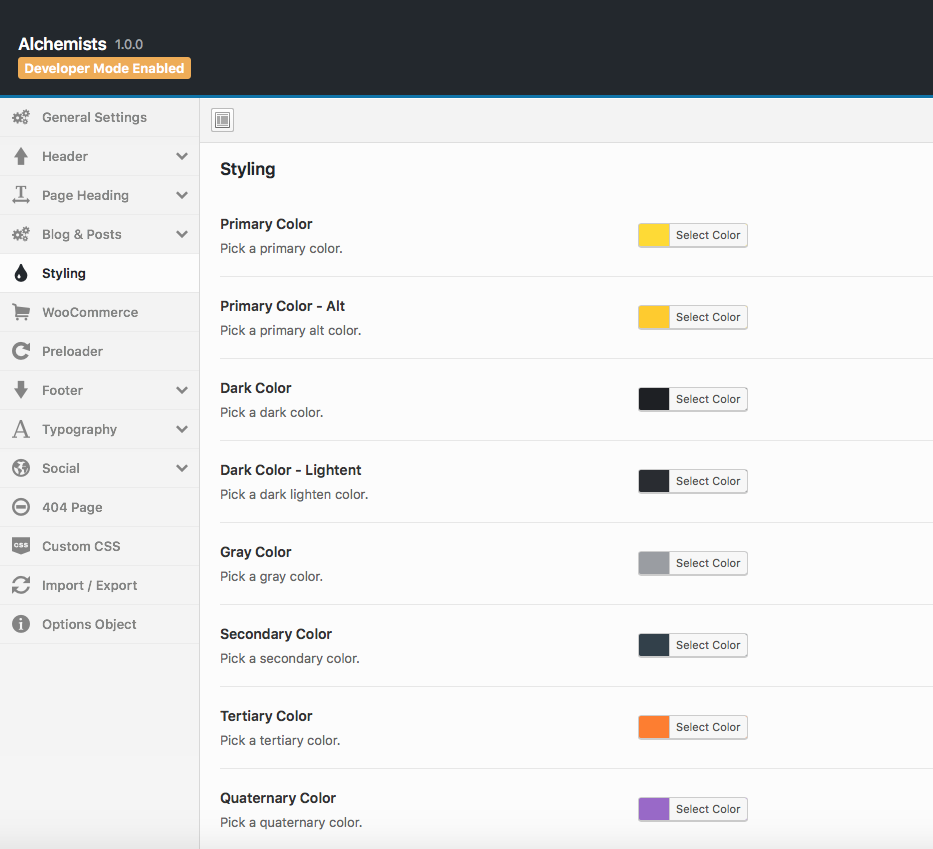 Alchemists 1.0.0
Developer Mode Enabled
General Settings
Header
Page Heading
Blog & Posts
Styling
WooCommerce
Preloader
Footer
Typography
Social
404 Page
CSS Custom CSS
Import / Export
Options Object
Styling
Primary Color
Pick a primary color.
Select Color
Primary Color - Alt
Pick a primary alt color.
Select Color
Dark Color
Pick a dark color.
Select Color
Dark Color - Lightent
Pick a dark lighten color.
Select Color
Gray Color
Pick a gray color.
Select Color
Secondary Color
Pick a secondary color.
Select Color
Tertiary Color
Pick a tertiary color.
Select Color
Quaternary Color
Pick a quaternary color.
Select Color